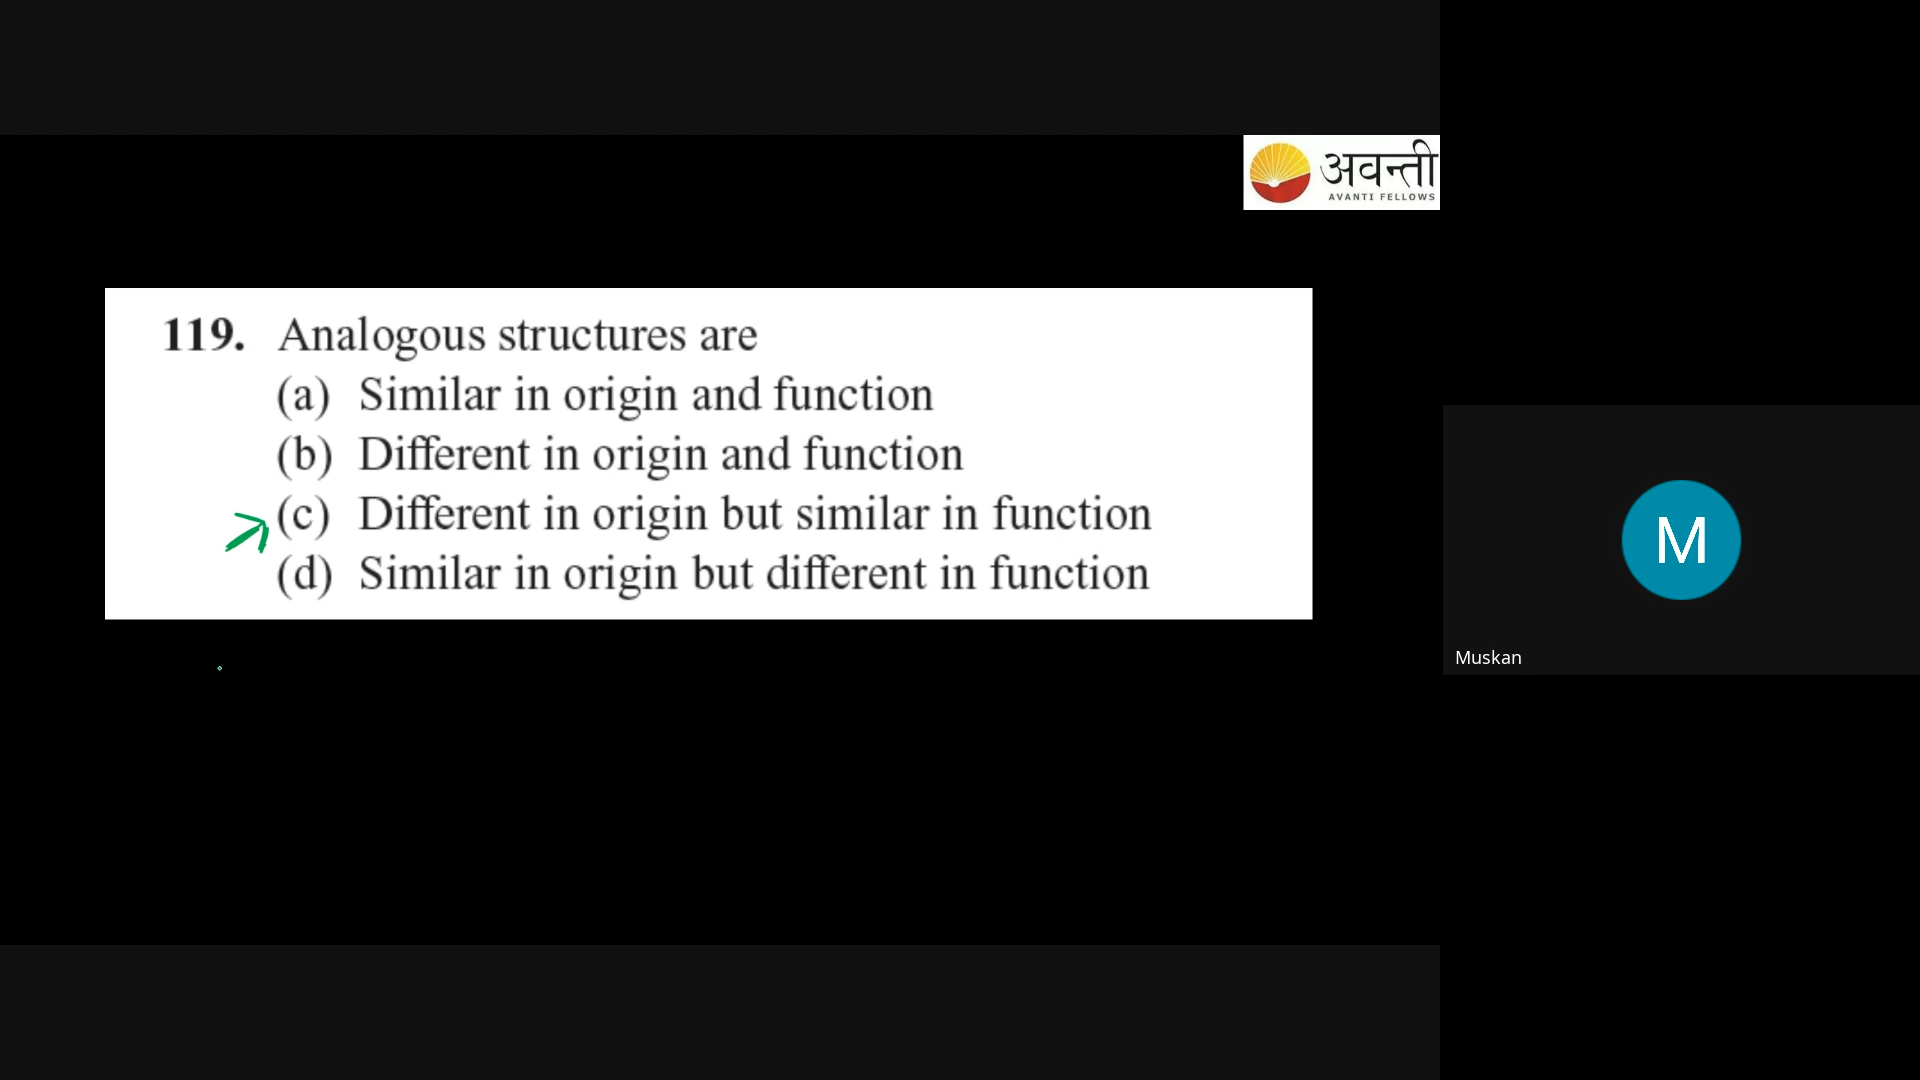 अवन्ती
AVANTI FELLOWS
119. Analogous structures are
(a) Similar in origin and function
(b) Different in origin and function
(c) Different in origin but similar in function
(d) Similar in origin but different in function
M
Muskan